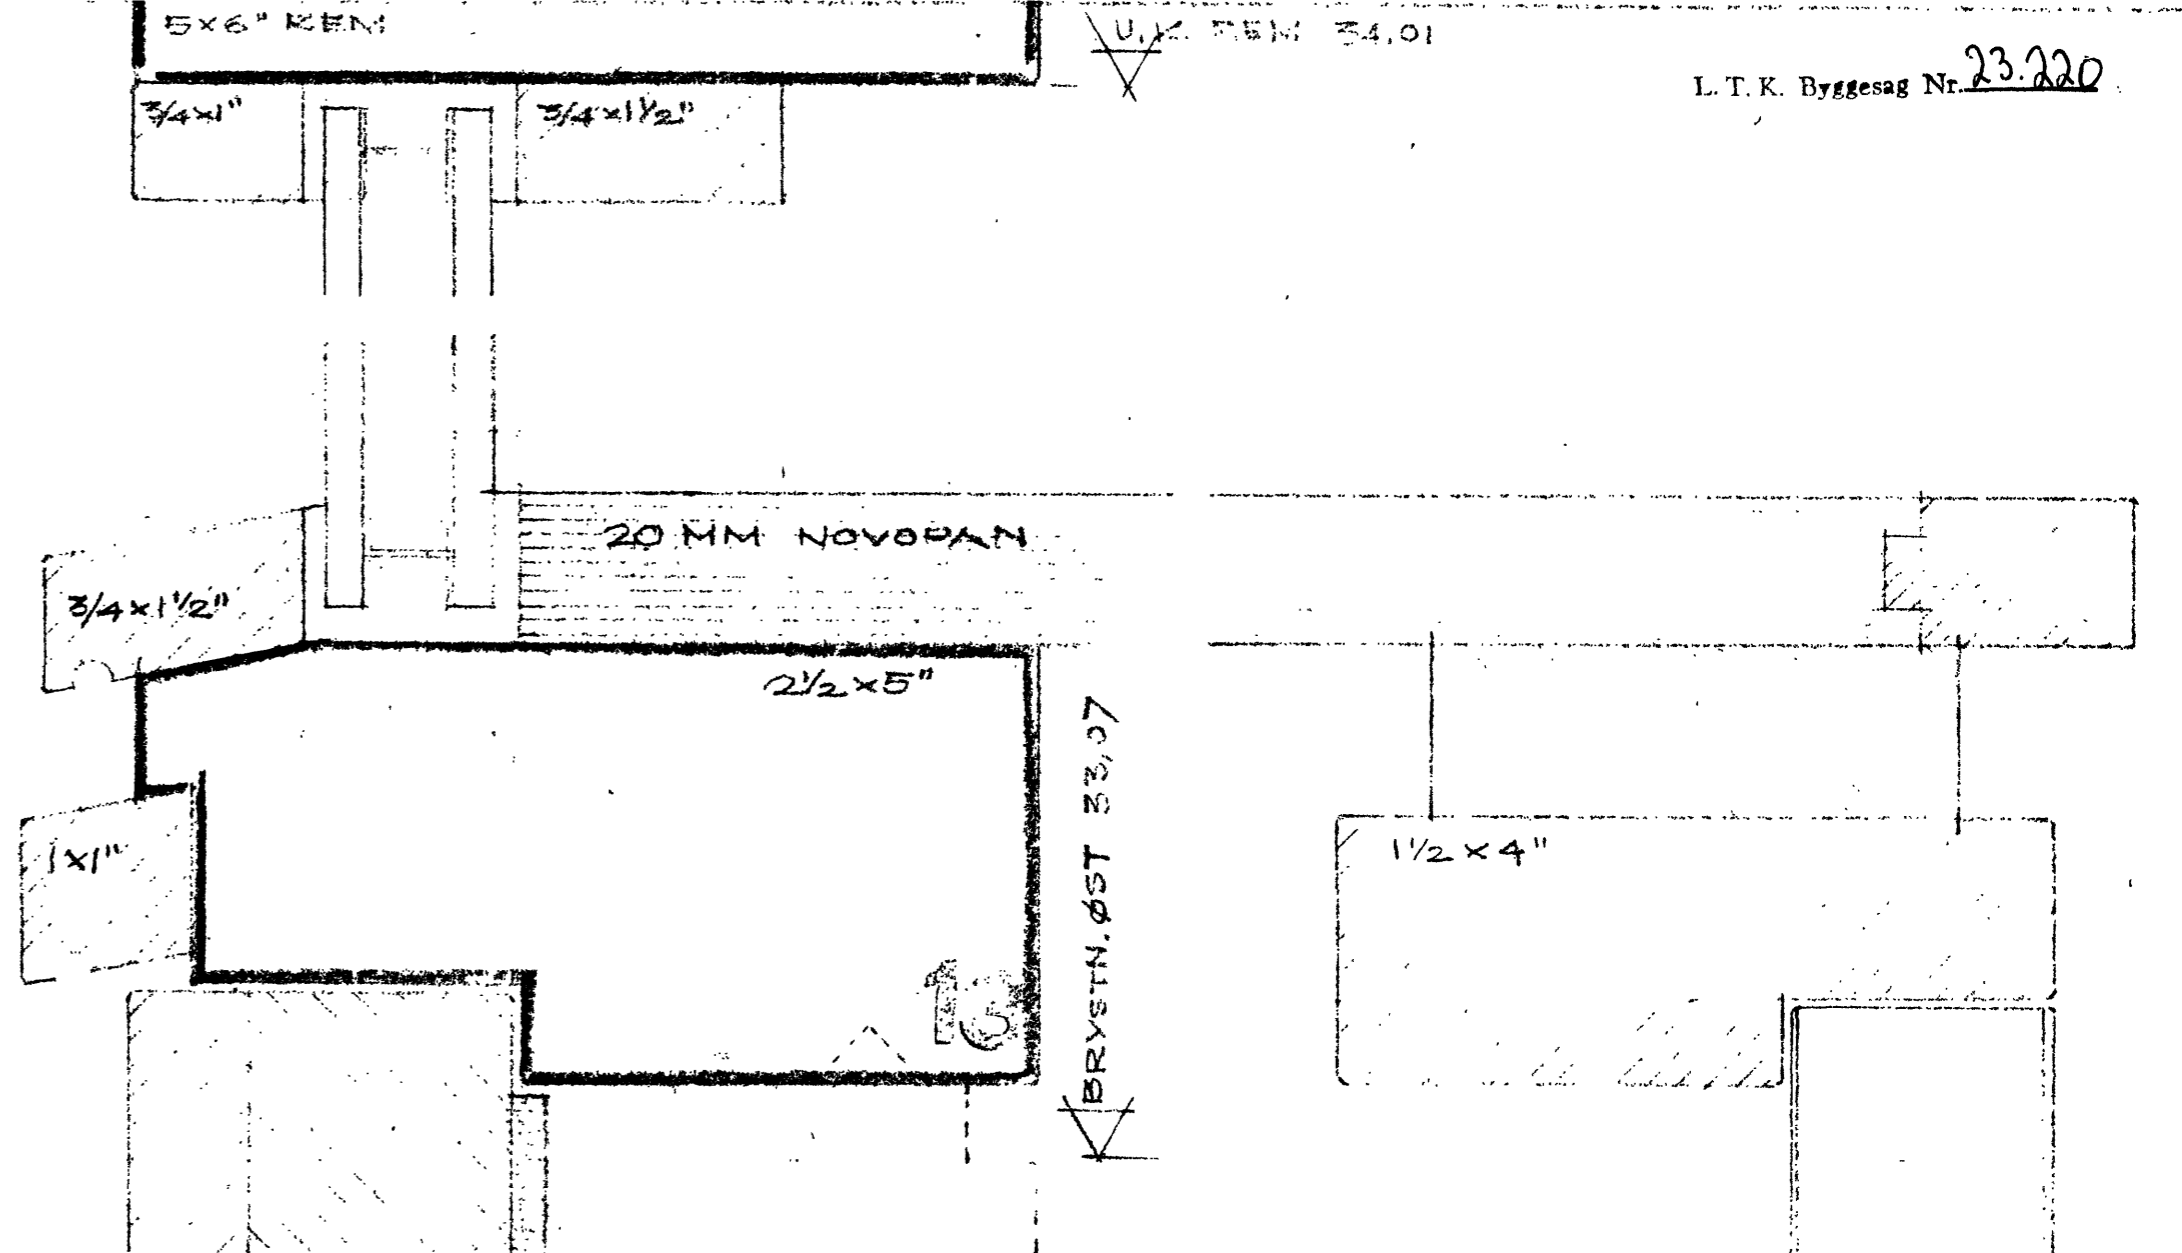 5×6" REM
U.K. REM 34.01
L. T. K. Byggesag Nr. 23.220
3/4×1"
3/4×1½"
20 MM NOVOPAN
3/4×1½"
2½×5"
BRYSTN. ØST 33,07
1×1"
1½×4"
13